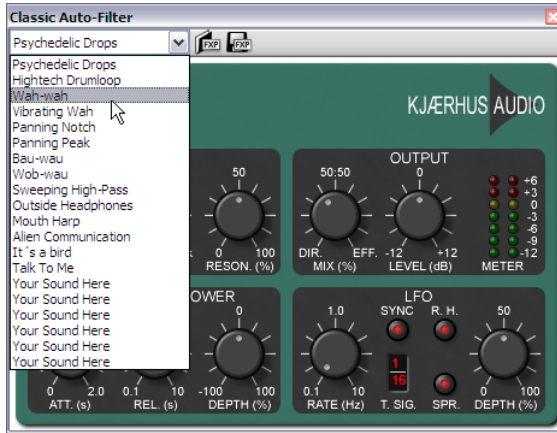 Classic Auto-Filter
Psychedelic Drops
FXP FXP
Psychedelic Drops
Hightech Drumloop
Wah-wah
Vibrating Wah
Panning Notch
Panning Peak
Bau-wau
Wob-wau
Sweeping High-Pass
Outside Headphones
Mouth Harp
Alien Communication
It´s a bird
Talk To Me
Your Sound Here
Your Sound Here
Your Sound Here
Your Sound Here
Your Sound Here
Your Sound Here
KJÆRHUS AUDIO
50
0 100
RESON. (%)
OUTPUT
50:50 0
DIR. EFF. -12 +12
MIX (%) LEVEL (dB) METER
+6
+3
0
-3
-6
-9
-12
OWER
0
0 2.0 0.1 10 -100 100
ATT. (s) REL. (s) DEPTH (%)
LFO
1.0 SYNC R. H. 50
1
16
0.1 10 0 100
RATE (Hz) T. SIG. SPR. DEPTH (%)